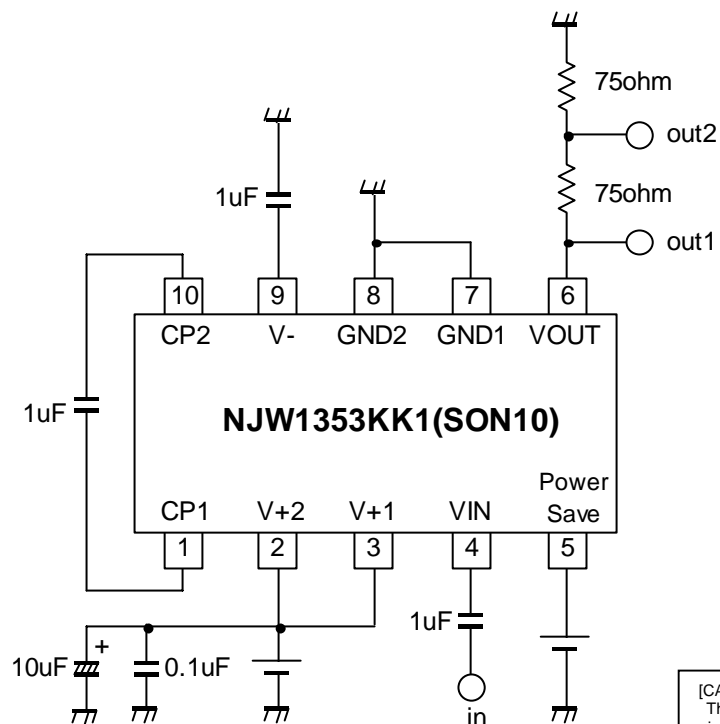 75ohm
out2
1uF
75ohm
out1
10 9 8 7 6
CP2 V- GND2 GND1 VOUT
1uF
NJW1353KK1(SON10)
Power
Save
CP1 V+2 V+1 VIN
1 2 3 4 5
1uF
+
10uF
0.1uF
in
[CA